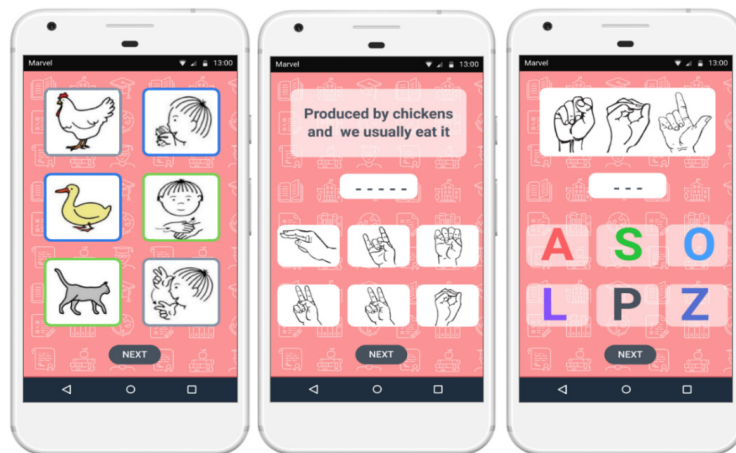 Marvel 13:00
NEXT
Marvel 13:00
Produced by chickens
and we usually eat it
- - - - -
NEXT
Marvel 13:00
- - -
A S O
L P Z
NEXT